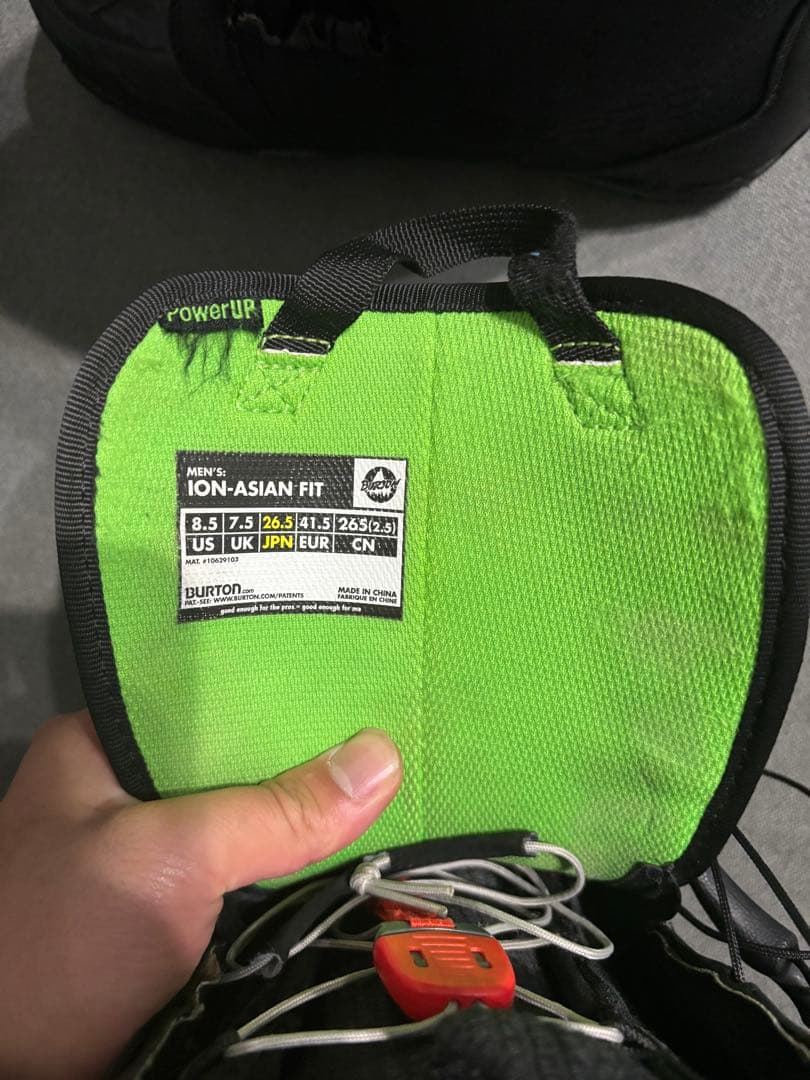 PowerUP
MEN'S:
ION-ASIAN FIT
BURTON
8.5 7.5 26.5 41.5 265(2.5)
US UK JPN EUR CN
MAT. #10629103
BURTON.com
PAT.-SEE: WWW.BURTON.COM/PATENTS
MADE IN CHINA
FABRIQUE EN CHINE
good enough for the pros - good enough for me